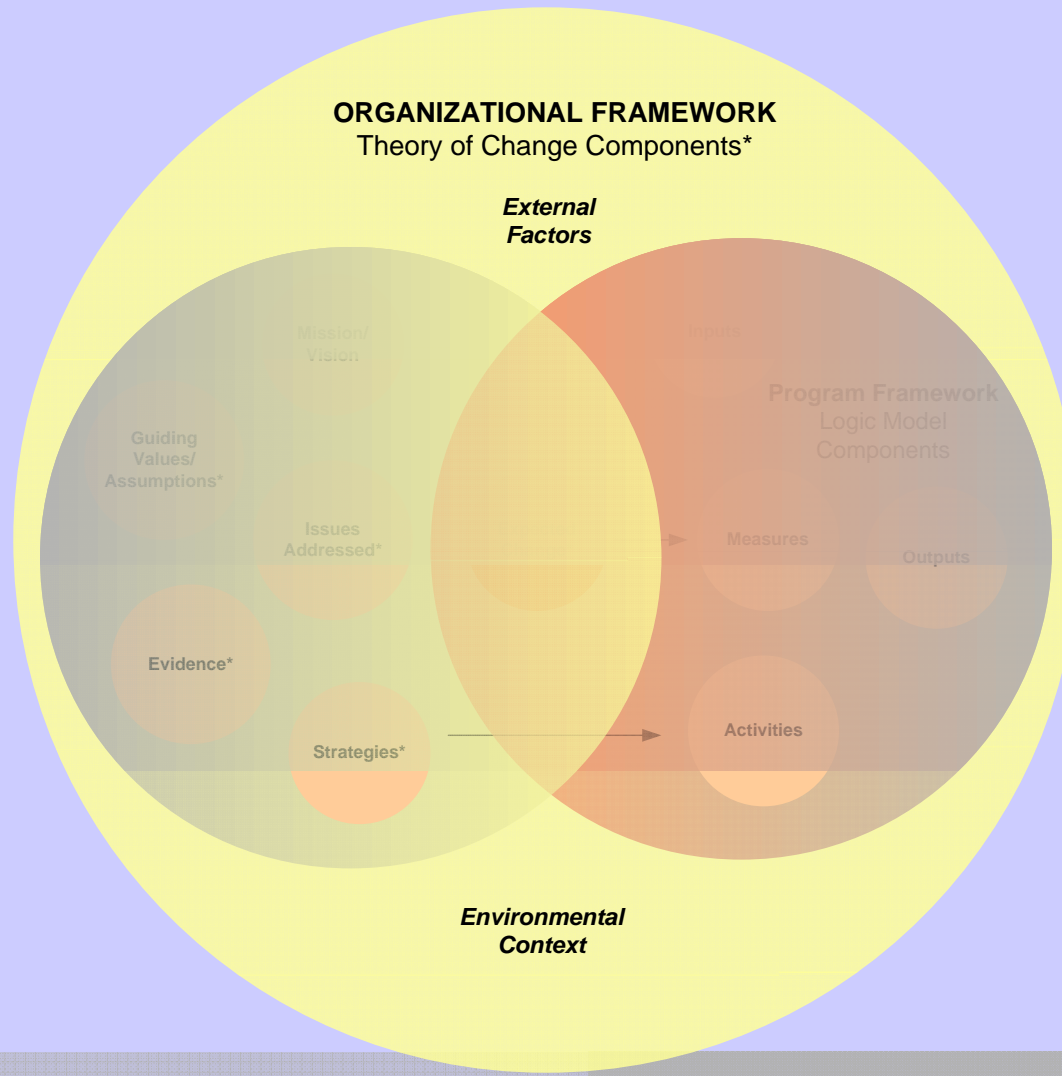 ORGANIZATIONAL FRAMEWORK
Theory of Change Components*
External
Factors
Mission/
Vision
Inputs
Program Framework
Logic Model
Components
Guiding
Values/
Assumptions*
Issues
Addressed*
Measures
Outputs
Evidence*
Strategies*
Activities
Environmental
Context